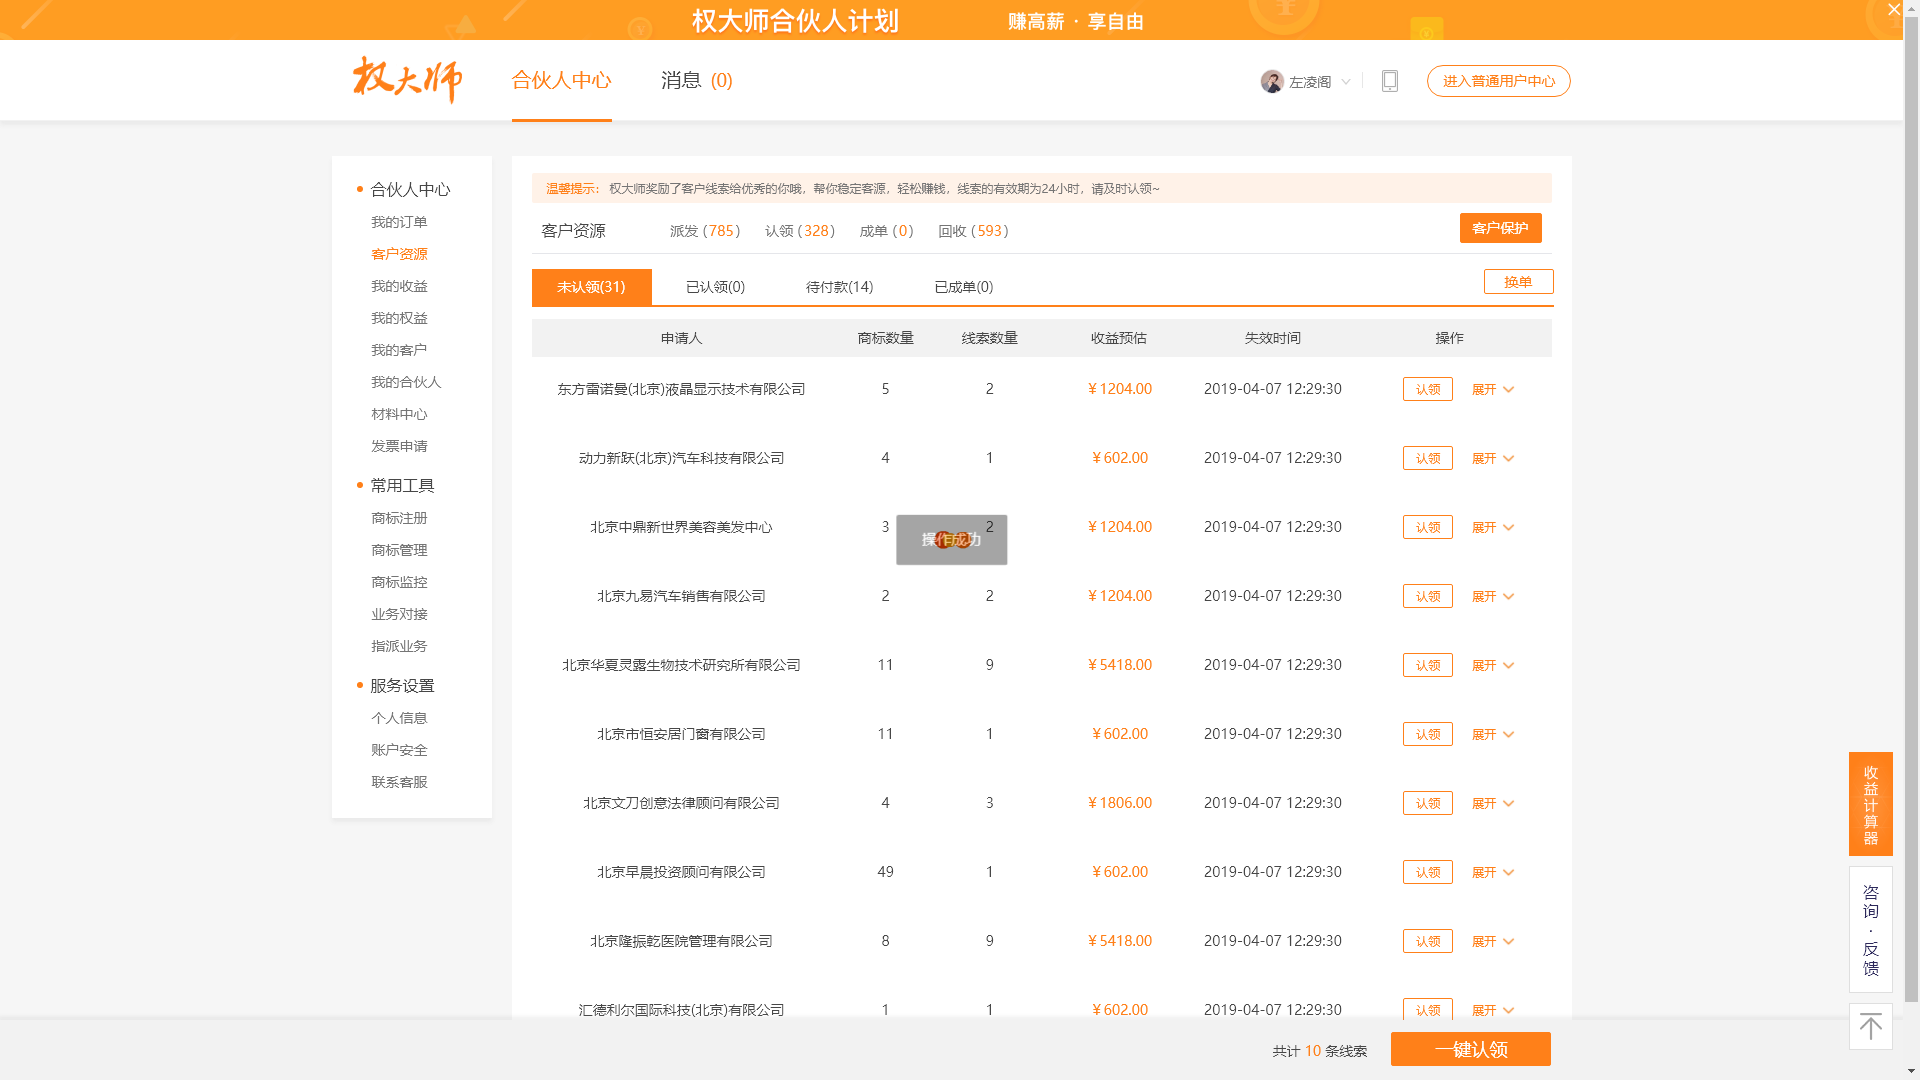 权大师合伙人计划 赚高薪 · 享自由
权大师 合伙人中心 消息 (0) 左凌阁 进入普通用户中心
合伙人中心
我的订单
客户资源
我的收益
我的权益
我的客户
我的合伙人
材料中心
发票申请
常用工具
商标注册
商标管理
商标监控
业务对接
指派业务
服务设置
个人信息
账户安全
联系客服
温馨提示： 权大师奖励了客户线索给优秀的你哦，帮你稳定客源，轻松赚钱，线索的有效期为24小时，请及时认领~
客户资源 派发 (785) 认领 (328) 成单 (0) 回收 (593) 客户保护
未认领(31) 已认领(0) 待付款(14) 已成单(0) 换单
申请人 商标数量 线索数量 收益预估 失效时间 操作
东方雷诺曼(北京)液晶显示技术有限公司 5 2 ￥1204.00 2019-04-07 12:29:30 认领 展开
动力新跃(北京)汽车科技有限公司 4 1 ￥602.00 2019-04-07 12:29:30 认领 展开
北京中鼎新世界美容美发中心 3 2 ￥1204.00 2019-04-07 12:29:30 认领 展开
操作成功
北京九易汽车销售有限公司 2 2 ￥1204.00 2019-04-07 12:29:30 认领 展开
北京华夏灵露生物技术研究所有限公司 11 9 ￥5418.00 2019-04-07 12:29:30 认领 展开
北京市恒安居门窗有限公司 11 1 ￥602.00 2019-04-07 12:29:30 认领 展开
北京文刀创意法律顾问有限公司 4 3 ￥1806.00 2019-04-07 12:29:30 认领 展开
北京早晨投资顾问有限公司 49 1 ￥602.00 2019-04-07 12:29:30 认领 展开
北京隆振乾医院管理有限公司 8 9 ￥5418.00 2019-04-07 12:29:30 认领 展开
汇德利尔国际科技(北京)有限公司 1 1 ￥602.00 2019-04-07 12:29:30 认领 展开
共计 10 条线索 一键认领
收益计算器
咨询·反馈